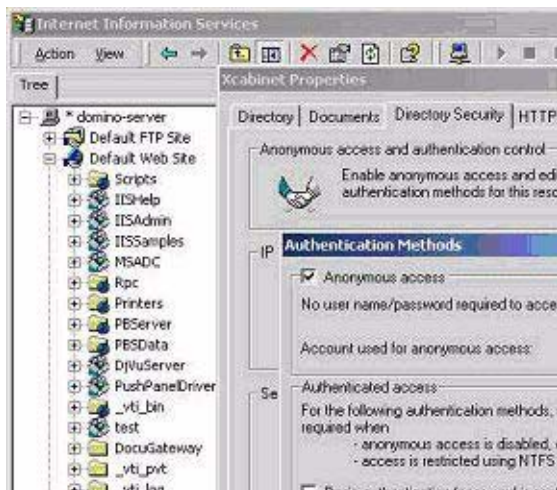 Internet Information Services
Action View
Tree
* domino-server
Default FTP Site
Default Web Site
Scripts
IISHelp
IISAdmin
IISSamples
MSADC
Rpc
Printers
PBServer
PBSData
DjVuServer
PushPanelDriver
_vti_bin
test
DocuGateway
_vti_pvt
_vti_log
Xcabinet Properties
Directory Documents Directory Security HTTP
Anonymous access and authentication control
Enable anonymous access and edi
authentication methods for this reso
IP
Authentication Methods
Anonymous access
No user name/password required to acce
Account used for anonymous access:
Se
Authenticated access
For the following authentication methods,
required when
- anonymous access is disabled,
- access is restricted using NTFS